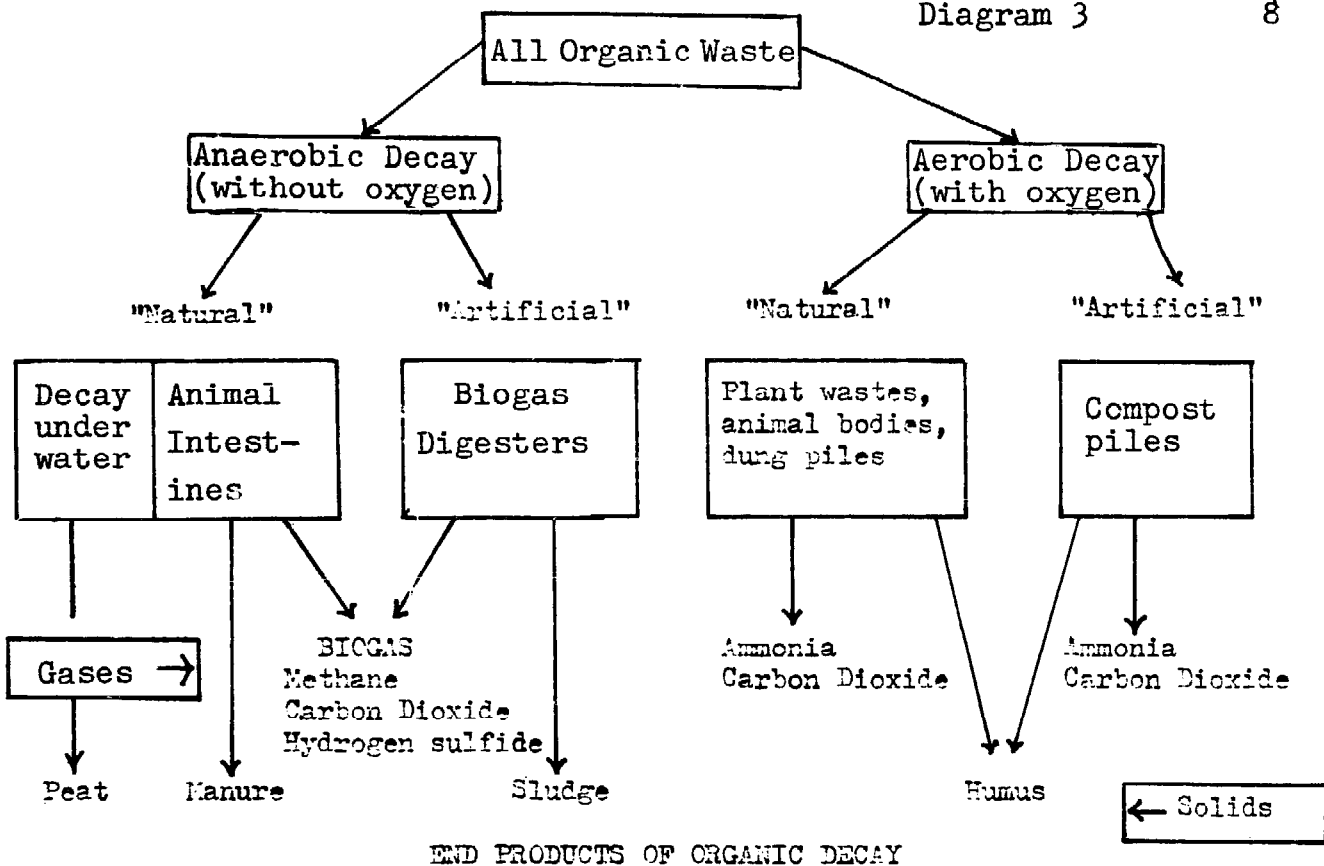 Diagram 3 8
All Organic Waste
Anaerobic Decay
(without oxygen)
Aerobic Decay
(with oxygen)
"Natural"
"Artificial"
"Natural"
"Artificial"
Decay
under
water
Animal
Intest-
ines
Biogas
Digesters
Plant wastes,
animal bodies,
dung piles
Compost
piles
Gases →
BIOGAS
Methane
Carbon Dioxide
Hydrogen sulfide
Ammonia
Carbon Dioxide
Ammonia
Carbon Dioxide
Peat
Manure
Sludge
Humus
← Solids
END PRODUCTS OF ORGANIC DECAY